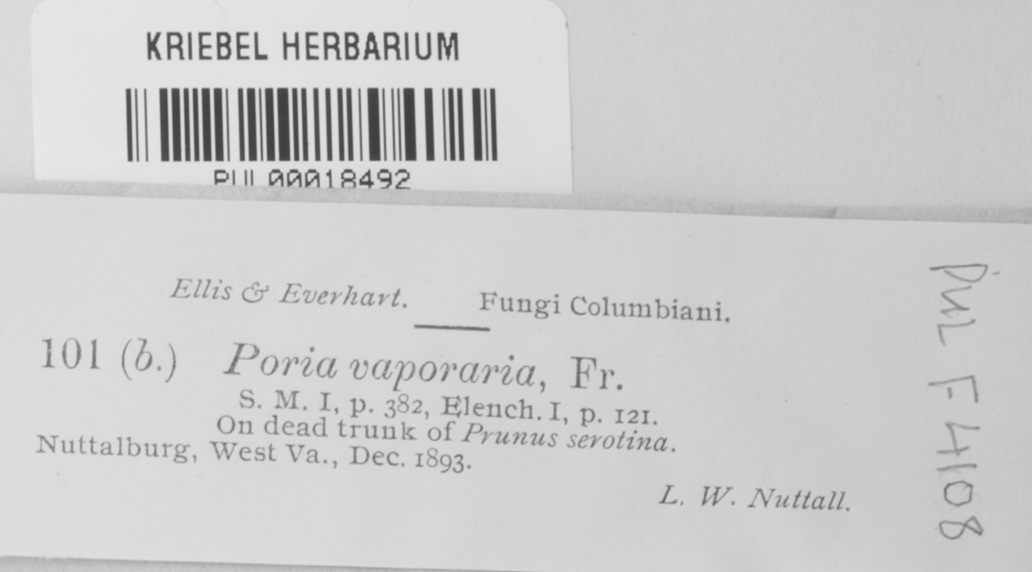 KRIEBEL HERBARIUM
PUL00018492
Ellis & Everhart. Fungi Columbiani.
101 (b.) Poria vaporaria, Fr.
S. M. I, p. 382, Elench. I, p. 121.
On dead trunk of Prunus serotina.
Nuttalburg, West Va., Dec. 1893.
L. W. Nuttall.
PUL F4108